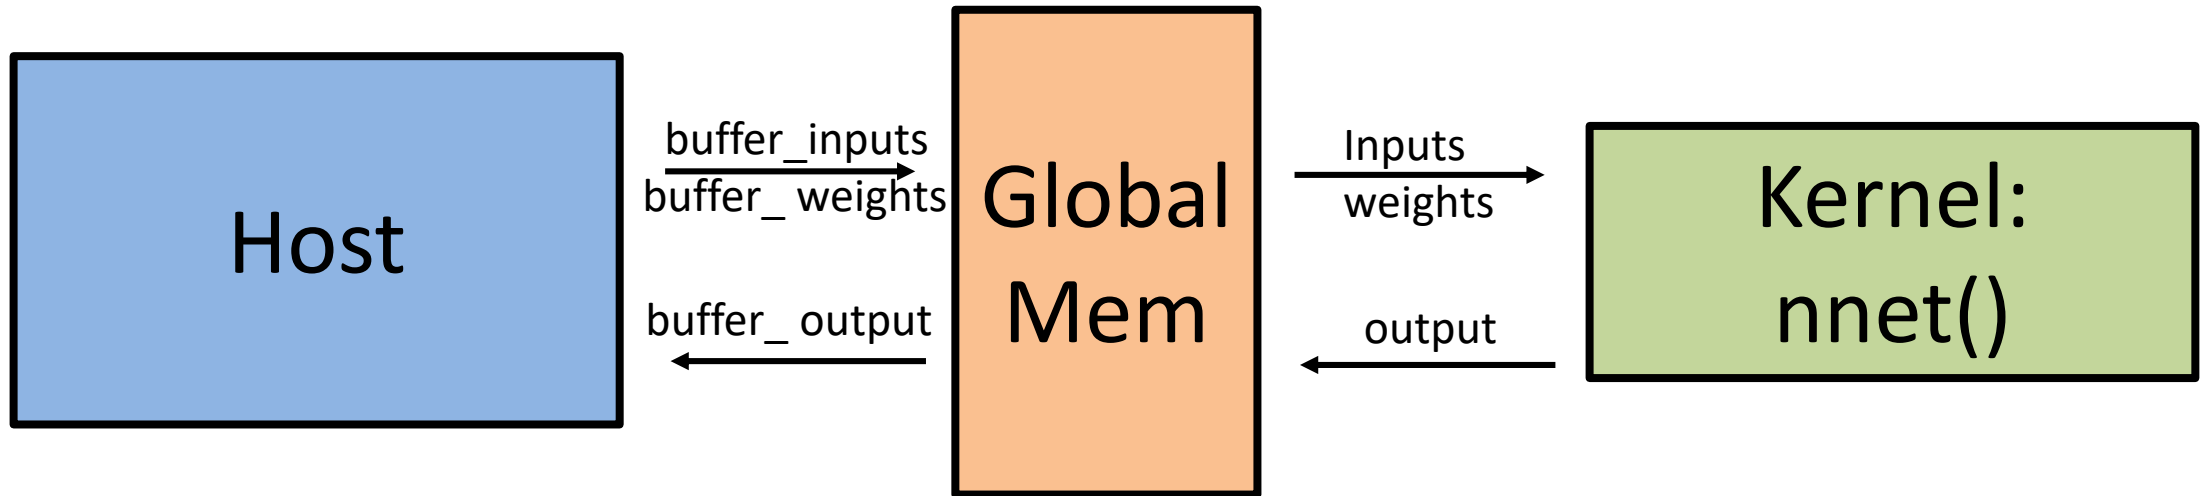 Host
buffer_inputs
buffer_ weights
buffer_ output
Global
Mem
Inputs
weights
output
Kernel:
nnet()